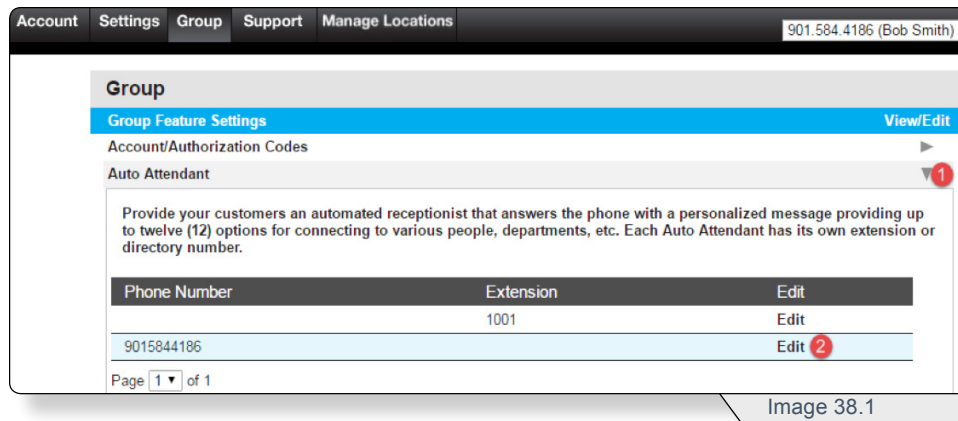 Account Settings Group Support Manage Locations
901.584.4186 (Bob Smith)
Group
Group Feature Settings View/Edit
Account/Authorization Codes
Auto Attendant 1
Provide your customers an automated receptionist that answers the phone with a personalized message providing up
to twelve (12) options for connecting to various people, departments, etc. Each Auto Attendant has its own extension or
directory number.
Phone Number Extension Edit
1001 Edit
9015844186 Edit 2
Page 1 of 1
Image 38.1